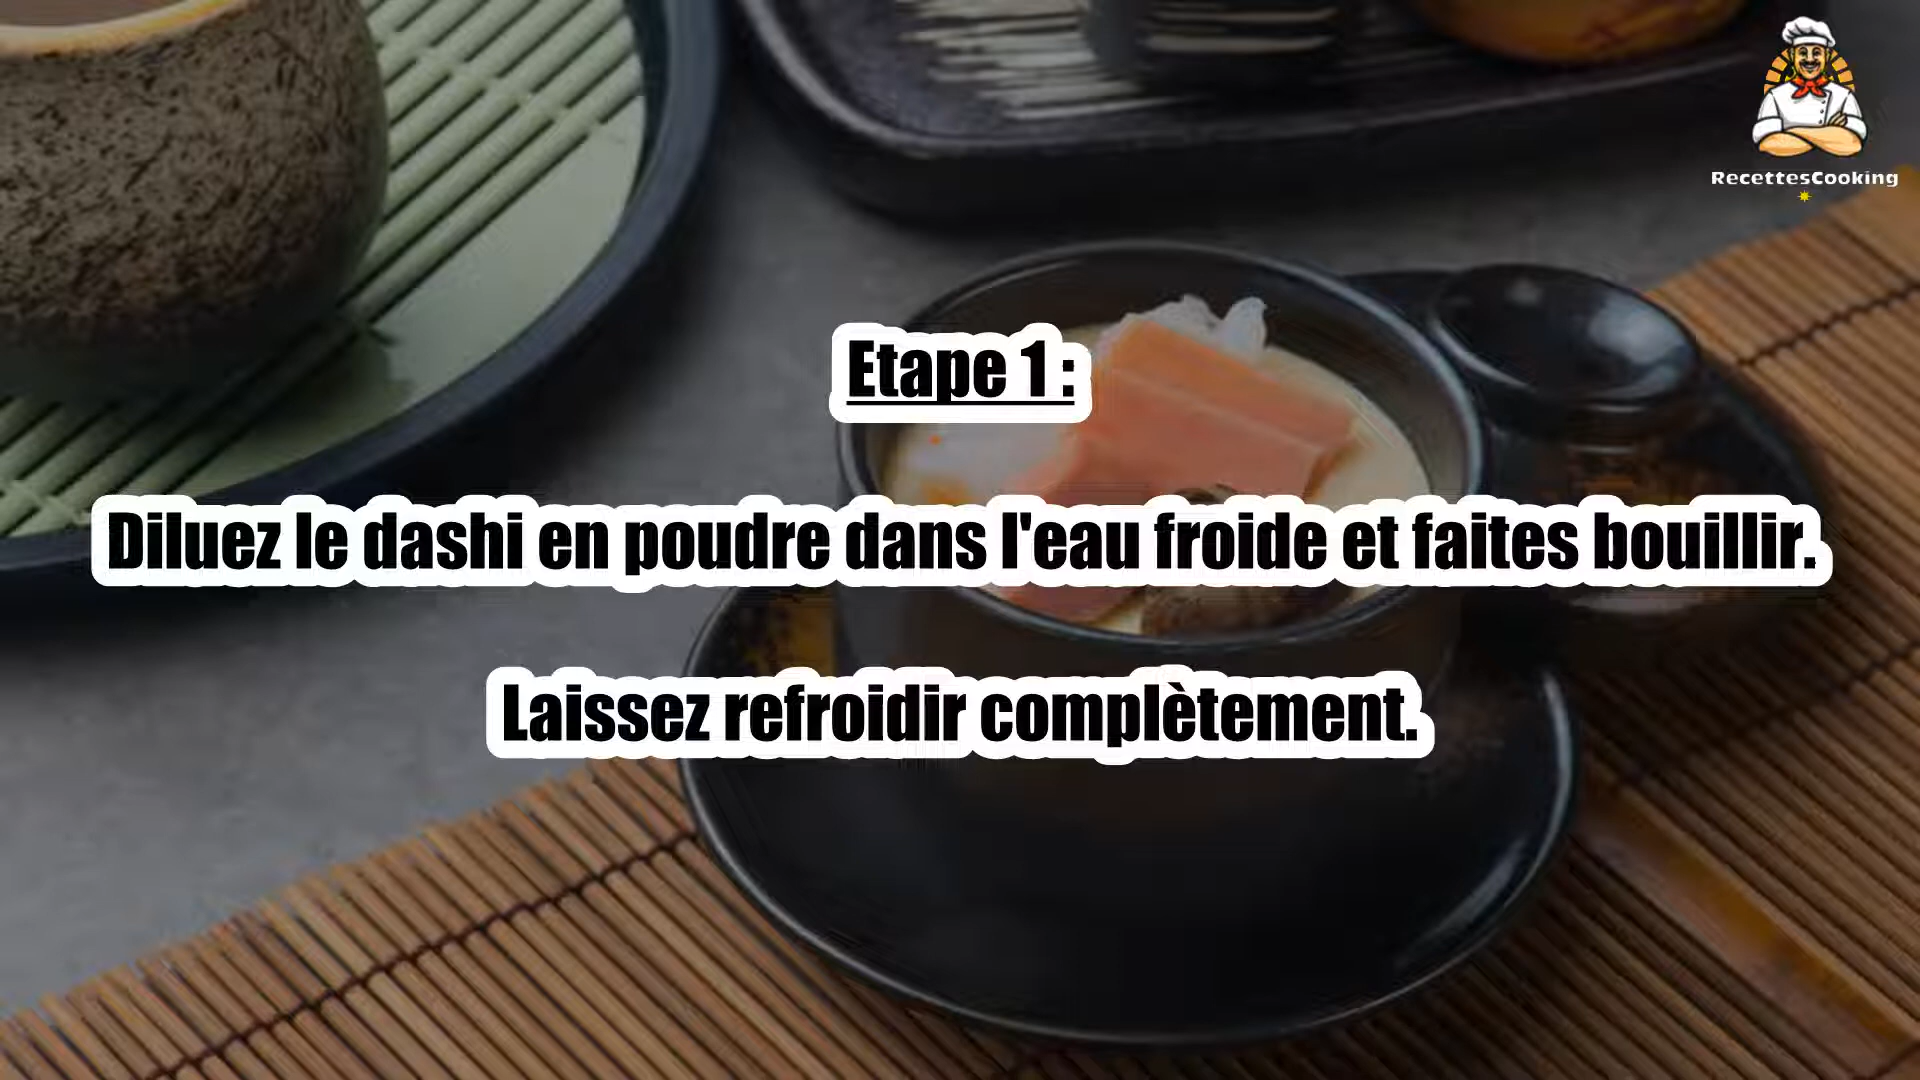 RecettesCooking
Etape 1 :
Diluez le dashi en poudre dans l'eau froide et faites bouillir.
Laissez refroidir complètement.